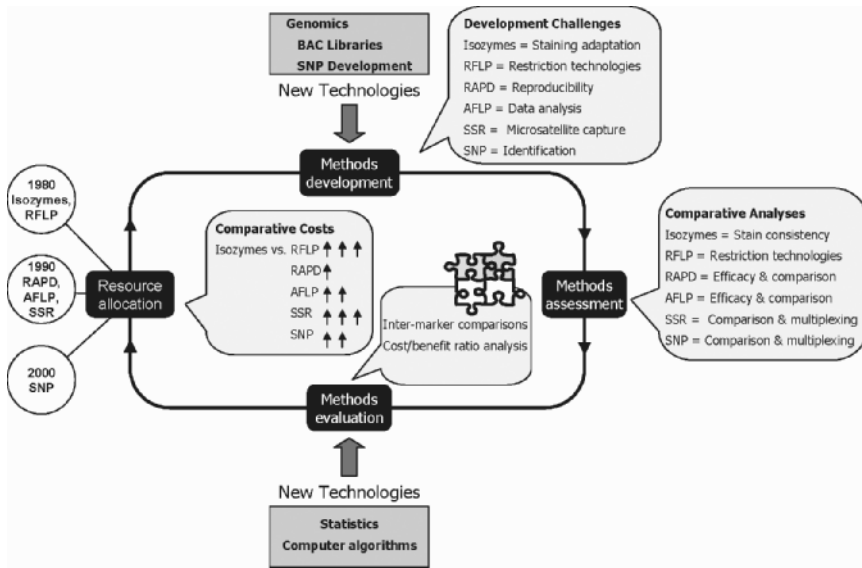 Genomics
BAC Libraries
SNP Development
New Technologies
Development Challenges
Isozymes = Staining adaptation
RFLP = Restriction technologies
RAPD = Reproducibility
AFLP = Data analysis
SSR = Microsatellite capture
SNP = Identification
Methods
development
1980
Isozymes,
RFLP
1990
RAPD,
AFLP,
SSR
2000
SNP
Resource
allocation
Comparative Costs
Isozymes vs. RFLP
RAPD
AFLP
SSR
SNP
Inter-marker comparisons
Cost/benefit ratio analysis
Methods
assessment
Comparative Analyses
Isozymes = Stain consistency
RFLP = Restriction technologies
RAPD = Efficacy & comparison
AFLP = Efficacy & comparison
SSR = Comparison & multiplexing
SNP = Comparison & multiplexing
Methods
evaluation
New Technologies
Statistics
Computer algorithms